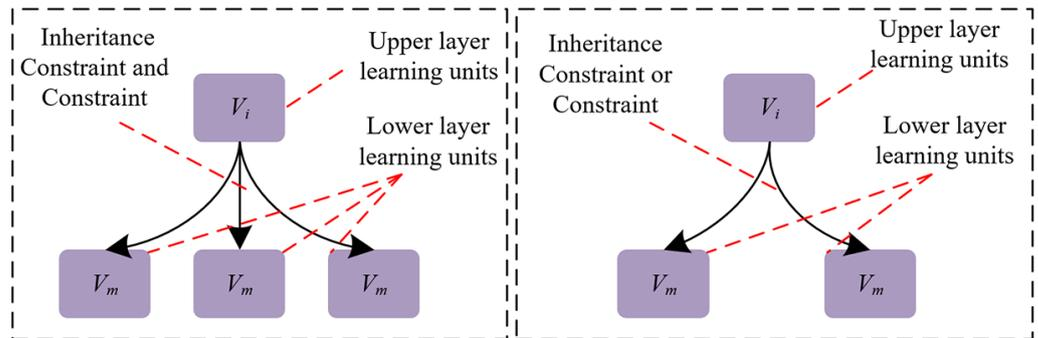 Inheritance
Constraint and
Constraint
Upper layer
learning units
Vi
Lower layer
learning units
Vm
Vm
Vm
Inheritance
Constraint or
Constraint
Upper layer
learning units
Vi
Lower layer
learning units
Vm
Vm